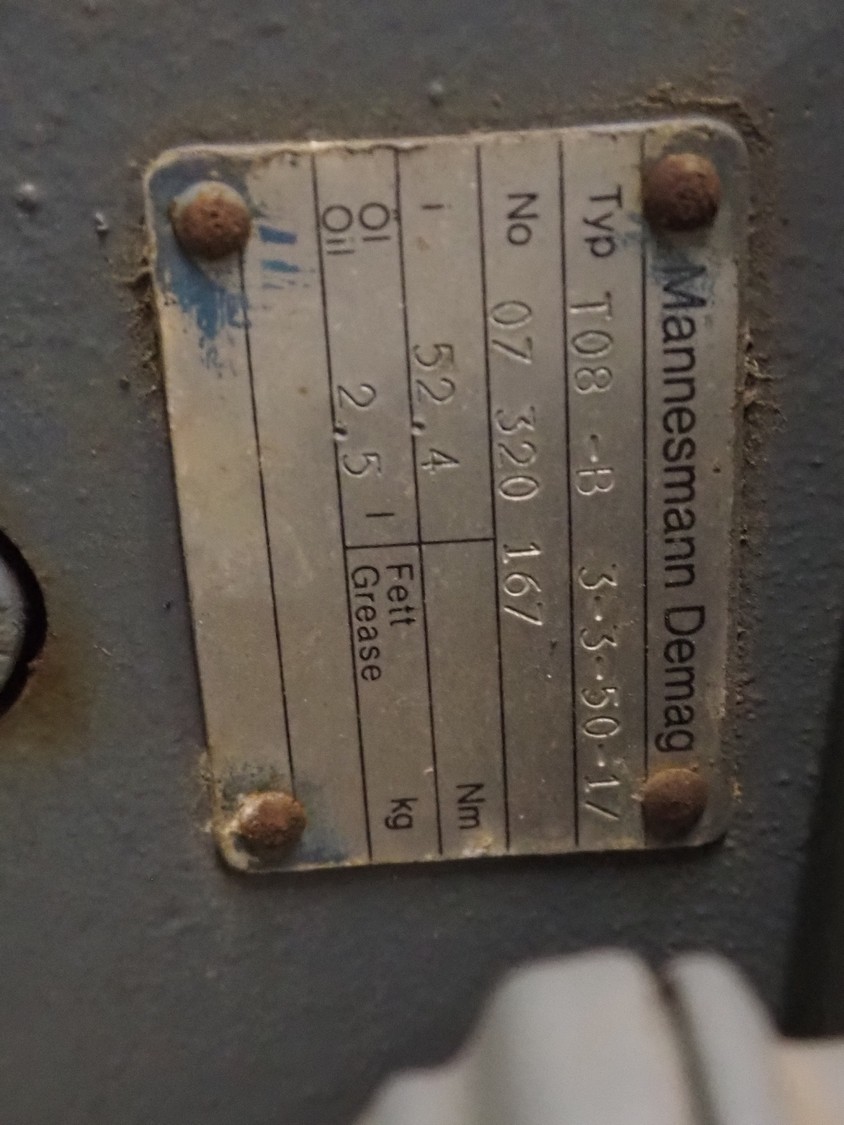 Mannesmann Demag
Typ T08 -B 3-3-50-1/
No 07 320 167
i 52,4 Nm
Öl Fett
Oil 2,5 l Grease kg